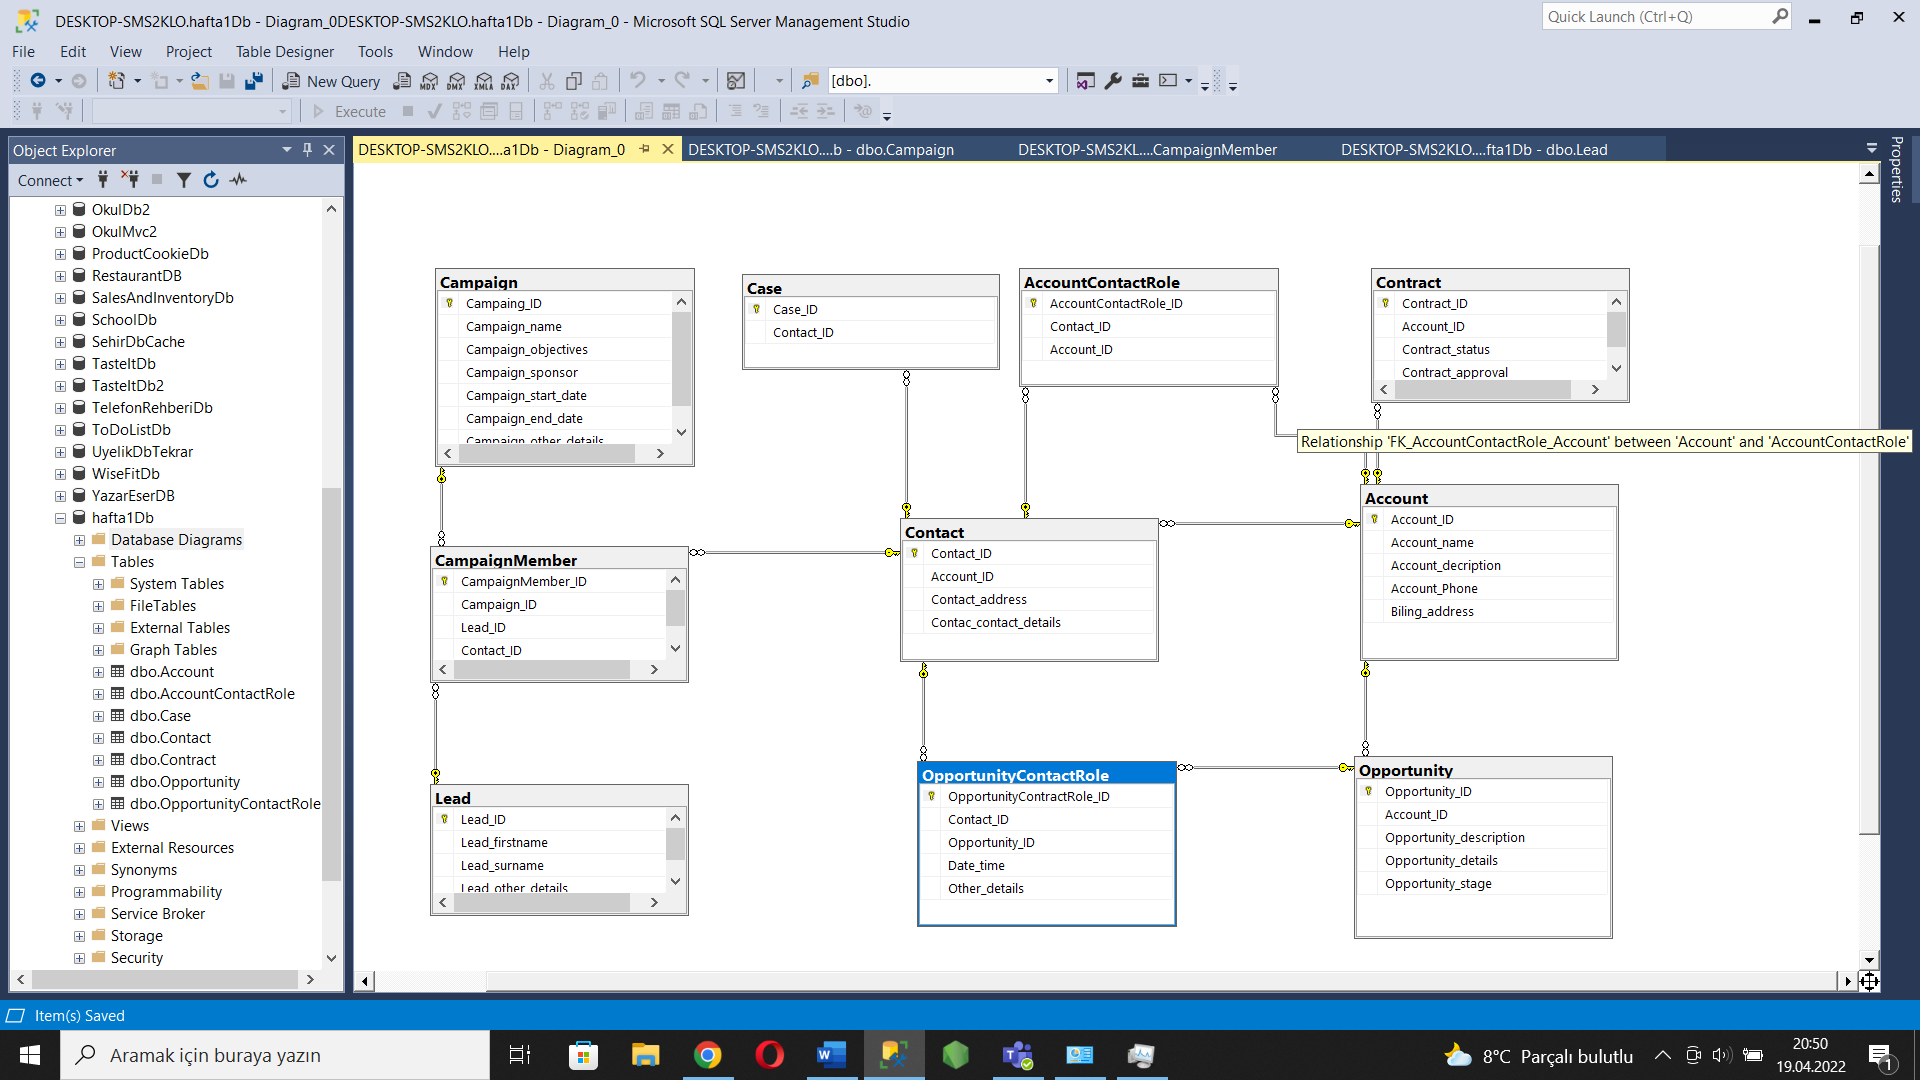 DESKTOP-SMS2KLO.hafta1Db - Diagram_0DESKTOP-SMS2KLO.hafta1Db - Diagram_0 - Microsoft SQL Server Management Studio
Quick Launch (Ctrl+Q)
File Edit View Project Table Designer Tools Window Help
New Query MDX DMX XMLA DAX [dbo].
Execute
Object Explorer
DESKTOP-SMS2KLO....a1Db - Diagram_0
DESKTOP-SMS2KLO....b - dbo.Campaign
DESKTOP-SMS2KL....CampaignMember
DESKTOP-SMS2KLO....fta1Db - dbo.Lead
Properties
Connect
OkulDb2
OkulMvc2
ProductCookieDb
RestaurantDB
SalesAndInventoryDb
SchoolDb
SehirDbCache
TasteItDb
TasteItDb2
TelefonRehberiDb
ToDoListDb
UyelikDbTekrar
WiseFitDb
YazarEserDB
hafta1Db
Database Diagrams
Tables
System Tables
FileTables
External Tables
Graph Tables
dbo.Account
dbo.AccountContactRole
dbo.Case
dbo.Contact
dbo.Contract
dbo.Opportunity
dbo.OpportunityContactRole
Views
External Resources
Synonyms
Programmability
Service Broker
Storage
Security
Campaign
Campaing_ID
Campaign_name
Campaign_objectives
Campaign_sponsor
Campaign_start_date
Campaign_end_date
Campaign_other_details
Case
Case_ID
Contact_ID
AccountContactRole
AccountContactRole_ID
Contact_ID
Account_ID
Contract
Contract_ID
Account_ID
Contract_status
Contract_approval
Relationship 'FK_AccountContactRole_Account' between 'Account' and 'AccountContactRole'
CampaignMember
CampaignMember_ID
Campaign_ID
Lead_ID
Contact_ID
Contact
Contact_ID
Account_ID
Contact_address
Contac_contact_details
Account
Account_ID
Account_name
Account_decription
Account_Phone
Biling_address
Lead
Lead_ID
Lead_firstname
Lead_surname
Lead_other_details
OpportunityContactRole
OpportunityContractRole_ID
Contact_ID
Opportunity_ID
Date_time
Other_details
Opportunity
Opportunity_ID
Account_ID
Opportunity_description
Opportunity_details
Opportunity_stage
Item(s) Saved
Aramak için buraya yazın
8°C Parçalı bulutlu
20:50
19.04.2022
1